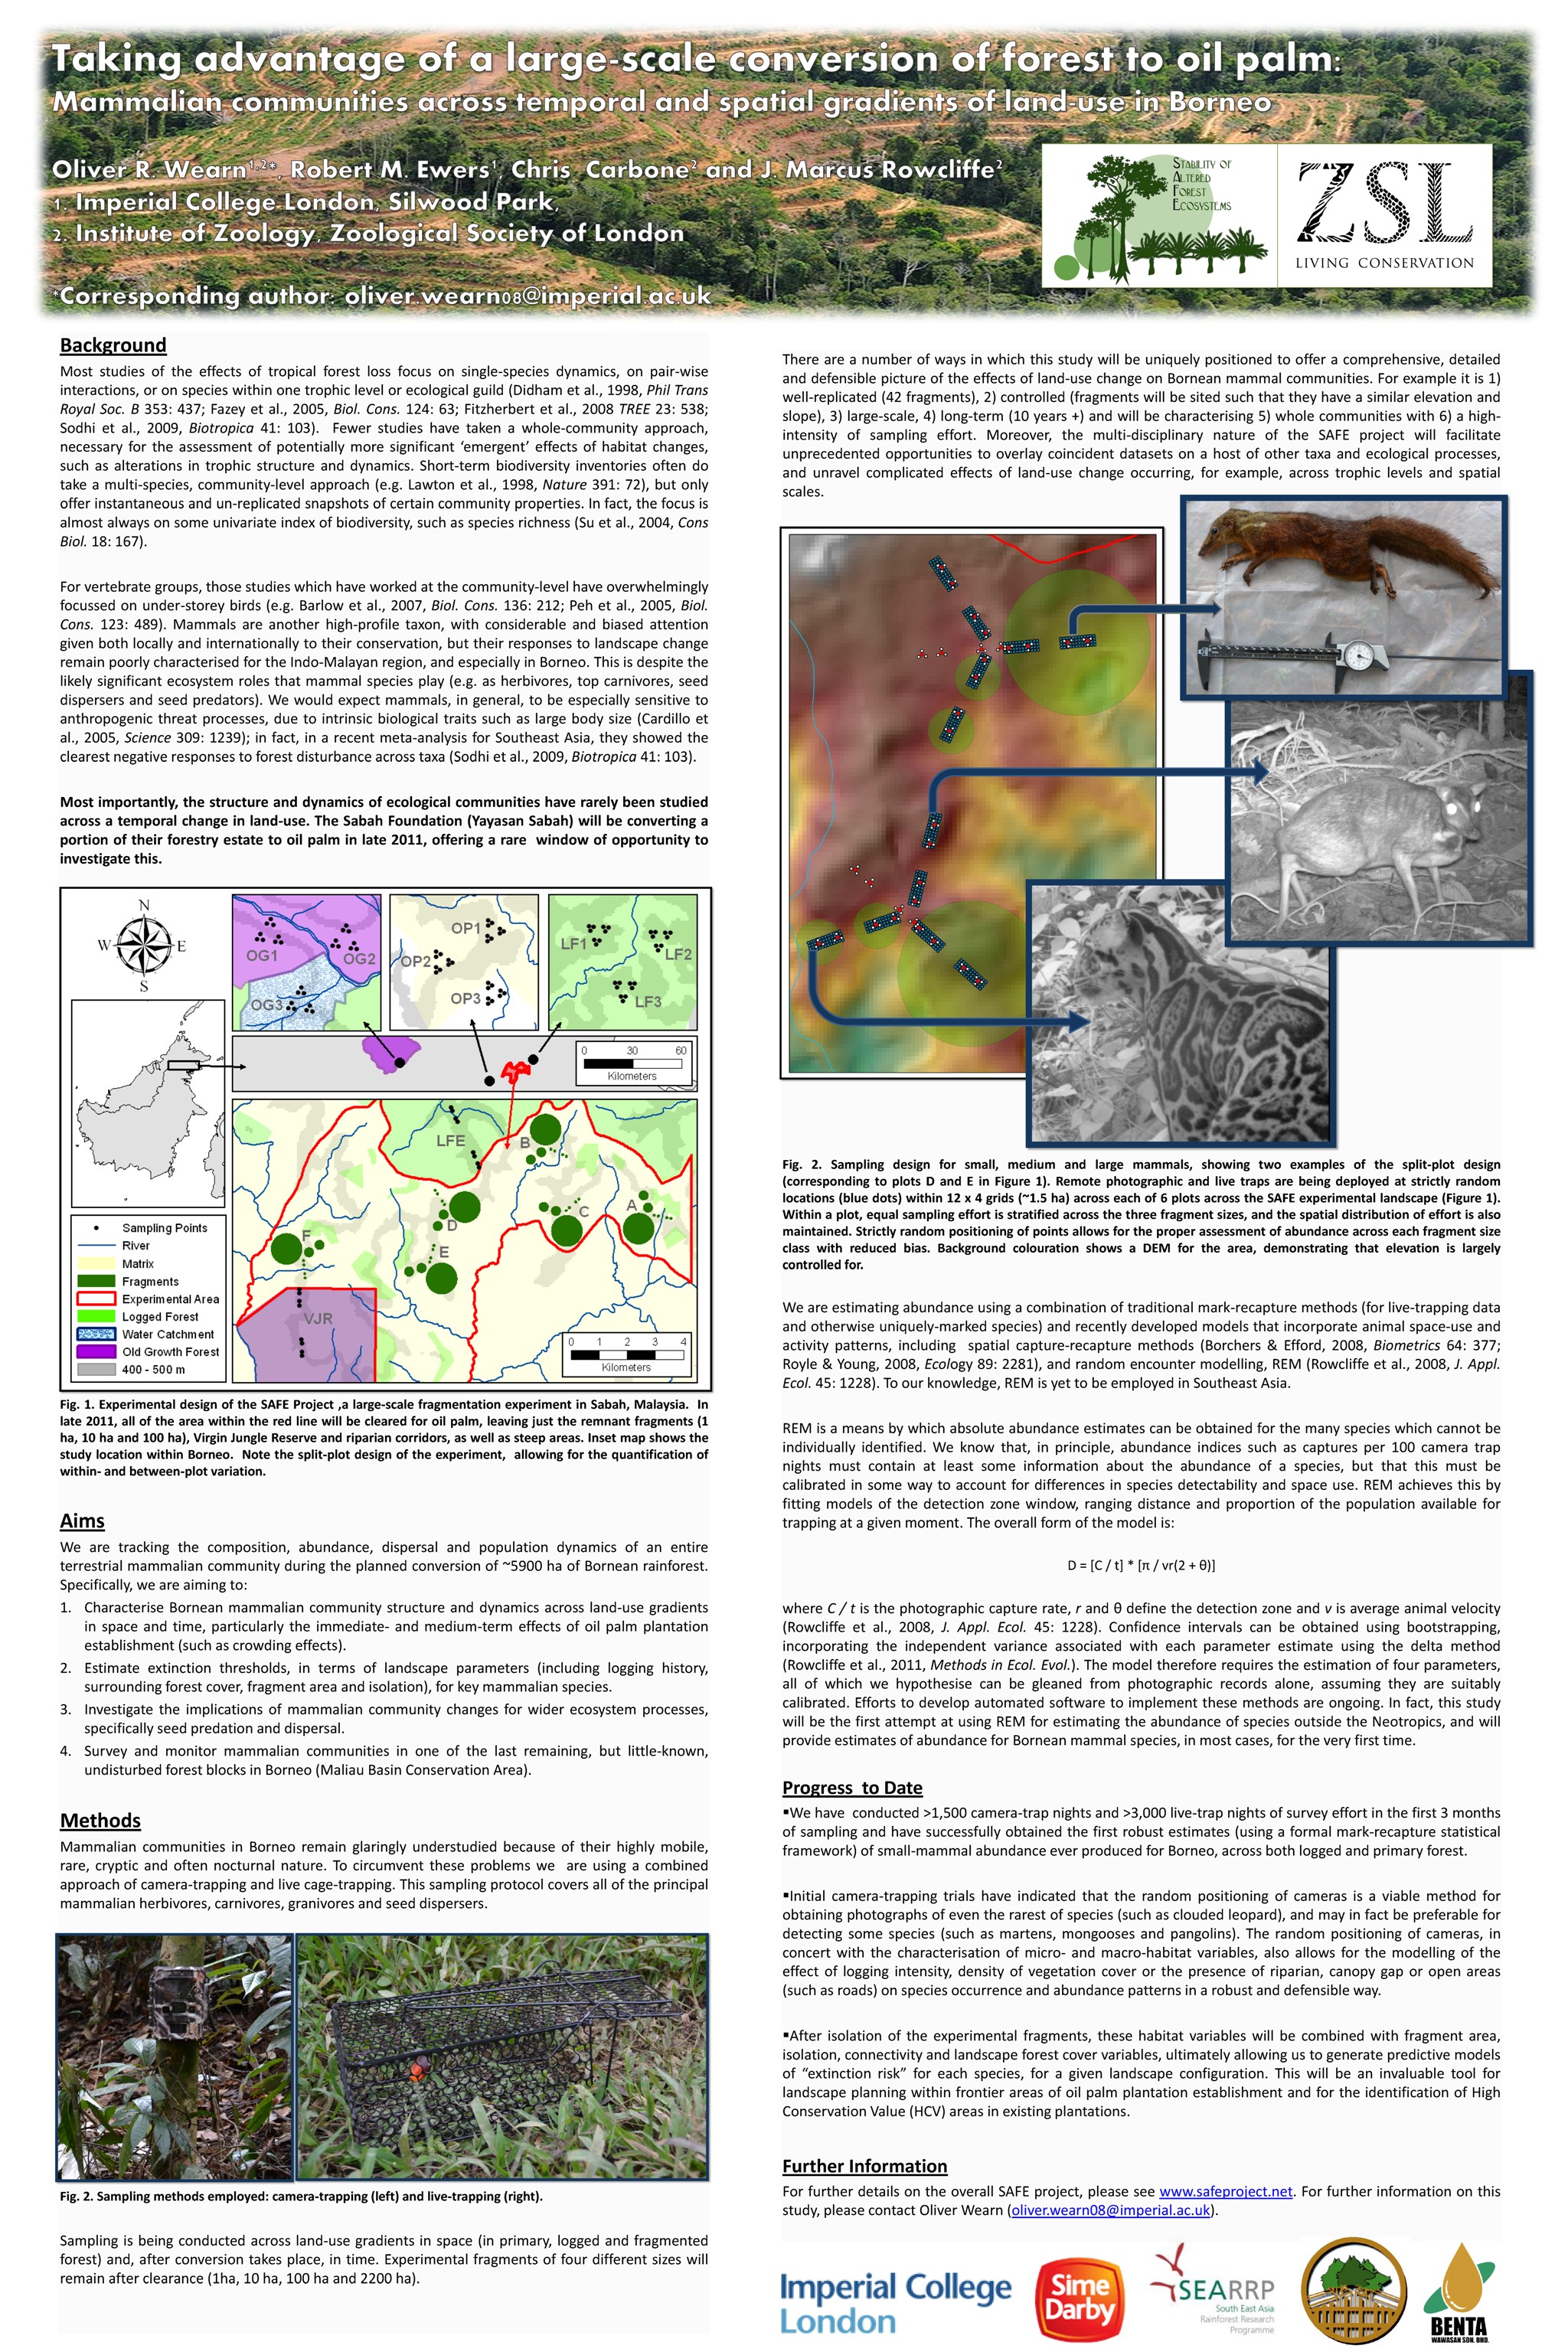 Taking advantage of a large-scale conversion of forest to oil palm:
Mammalian communities across temporal and spatial gradients of land-use in Borneo
Oliver R. Wearn1,2*, Robert M. Ewers1, Chris Carbone2 and J. Marcus Rowcliffe2
1. Imperial College London, Silwood Park,
2. Institute of Zoology, Zoological Society of London
*Corresponding author: oliver.wearn08@imperial.ac.uk
STABILITY OF
ALTERED
FOREST
ECOSYSTEMS
ZSL
LIVING CONSERVATION
Background
Most studies of the effects of tropical forest loss focus on single-species dynamics, on pair-wise
interactions, or on species within one trophic level or ecological guild (Didham et al., 1998, Phil Trans
Royal Soc. B 353: 437; Fazey et al., 2005, Biol. Cons. 124: 63; Fitzherbert et al., 2008 TREE 23: 538;
Sodhi et al., 2009, Biotropica 41: 103). Fewer studies have taken a whole-community approach,
necessary for the assessment of potentially more significant ‘emergent’ effects of habitat changes,
such as alterations in trophic structure and dynamics. Short-term biodiversity inventories often do
take a multi-species, community-level approach (e.g. Lawton et al., 1998, Nature 391: 72), but only
offer instantaneous and un-replicated snapshots of certain community properties. In fact, the focus is
almost always on some univariate index of biodiversity, such as species richness (Su et al., 2004, Cons
Biol. 18: 167).
For vertebrate groups, those studies which have worked at the community-level have overwhelmingly
focussed on under-storey birds (e.g. Barlow et al., 2007, Biol. Cons. 136: 212; Peh et al., 2005, Biol.
Cons. 123: 489). Mammals are another high-profile taxon, with considerable and biased attention
given both locally and internationally to their conservation, but their responses to landscape change
remain poorly characterised for the Indo-Malayan region, and especially in Borneo. This is despite the
likely significant ecosystem roles that mammal species play (e.g. as herbivores, top carnivores, seed
dispersers and seed predators). We would expect mammals, in general, to be especially sensitive to
anthropogenic threat processes, due to intrinsic biological traits such as large body size (Cardillo et
al., 2005, Science 309: 1239); in fact, in a recent meta-analysis for Southeast Asia, they showed the
clearest negative responses to forest disturbance across taxa (Sodhi et al., 2009, Biotropica 41: 103).
Most importantly, the structure and dynamics of ecological communities have rarely been studied
across a temporal change in land-use. The Sabah Foundation (Yayasan Sabah) will be converting a
portion of their forestry estate to oil palm in late 2011, offering a rare window of opportunity to
investigate this.
N
W E
S
OG1
OG2
OG3
OP1
OP2
OP3
LF1
LF2
LF3
0 30 60
Kilometers
LFE
B
D
C
A
F
E
VJR
Sampling Points
River
Matrix
Fragments
Experimental Area
Logged Forest
Water Catchment
Old Growth Forest
400 - 500 m
0 1 2 3 4
Kilometers
Fig. 1. Experimental design of the SAFE Project ,a large-scale fragmentation experiment in Sabah, Malaysia. In
late 2011, all of the area within the red line will be cleared for oil palm, leaving just the remnant fragments (1
ha, 10 ha and 100 ha), Virgin Jungle Reserve and riparian corridors, as well as steep areas. Inset map shows the
study location within Borneo. Note the split-plot design of the experiment, allowing for the quantification of
within- and between-plot variation.
Aims
We are tracking the composition, abundance, dispersal and population dynamics of an entire
terrestrial mammalian community during the planned conversion of ~5900 ha of Bornean rainforest.
Specifically, we are aiming to:
1. Characterise Bornean mammalian community structure and dynamics across land-use gradients
in space and time, particularly the immediate- and medium-term effects of oil palm plantation
establishment (such as crowding effects).
2. Estimate extinction thresholds, in terms of landscape parameters (including logging history,
surrounding forest cover, fragment area and isolation), for key mammalian species.
3. Investigate the implications of mammalian community changes for wider ecosystem processes,
specifically seed predation and dispersal.
4. Survey and monitor mammalian communities in one of the last remaining, but little-known,
undisturbed forest blocks in Borneo (Maliau Basin Conservation Area).
Methods
Mammalian communities in Borneo remain glaringly understudied because of their highly mobile,
rare, cryptic and often nocturnal nature. To circumvent these problems we are using a combined
approach of camera-trapping and live cage-trapping. This sampling protocol covers all of the principal
mammalian herbivores, carnivores, granivores and seed dispersers.
Fig. 2. Sampling methods employed: camera-trapping (left) and live-trapping (right).
Sampling is being conducted across land-use gradients in space (in primary, logged and fragmented
forest) and, after conversion takes place, in time. Experimental fragments of four different sizes will
remain after clearance (1ha, 10 ha, 100 ha and 2200 ha).
There are a number of ways in which this study will be uniquely positioned to offer a comprehensive, detailed
and defensible picture of the effects of land-use change on Bornean mammal communities. For example it is 1)
well-replicated (42 fragments), 2) controlled (fragments will be sited such that they have a similar elevation and
slope), 3) large-scale, 4) long-term (10 years +) and will be characterising 5) whole communities with 6) a high-
intensity of sampling effort. Moreover, the multi-disciplinary nature of the SAFE project will facilitate
unprecedented opportunities to overlay coincident datasets on a host of other taxa and ecological processes,
and unravel complicated effects of land-use change occurring, for example, across trophic levels and spatial
scales.
Fig. 2. Sampling design for small, medium and large mammals, showing two examples of the split-plot design
(corresponding to plots D and E in Figure 1). Remote photographic and live traps are being deployed at strictly random
locations (blue dots) within 12 x 4 grids (~1.5 ha) across each of 6 plots across the SAFE experimental landscape (Figure 1).
Within a plot, equal sampling effort is stratified across the three fragment sizes, and the spatial distribution of effort is also
maintained. Strictly random positioning of points allows for the proper assessment of abundance across each fragment size
class with reduced bias. Background colouration shows a DEM for the area, demonstrating that elevation is largely
controlled for.
We are estimating abundance using a combination of traditional mark-recapture methods (for live-trapping data
and otherwise uniquely-marked species) and recently developed models that incorporate animal space-use and
activity patterns, including spatial capture-recapture methods (Borchers & Efford, 2008, Biometrics 64: 377;
Royle & Young, 2008, Ecology 89: 2281), and random encounter modelling, REM (Rowcliffe et al., 2008, J. Appl.
Ecol. 45: 1228). To our knowledge, REM is yet to be employed in Southeast Asia.
REM is a means by which absolute abundance estimates can be obtained for the many species which cannot be
individually identified. We know that, in principle, abundance indices such as captures per 100 camera trap
nights must contain at least some information about the abundance of a species, but that this must be
calibrated in some way to account for differences in species detectability and space use. REM achieves this by
fitting models of the detection zone window, ranging distance and proportion of the population available for
trapping at a given moment. The overall form of the model is:
D = [C / t] * [π / vr(2 + θ)]
where C / t is the photographic capture rate, r and θ define the detection zone and v is average animal velocity
(Rowcliffe et al., 2008, J. Appl. Ecol. 45: 1228). Confidence intervals can be obtained using bootstrapping,
incorporating the independent variance associated with each parameter estimate using the delta method
(Rowcliffe et al., 2011, Methods in Ecol. Evol.). The model therefore requires the estimation of four parameters,
all of which we hypothesise can be gleaned from photographic records alone, assuming they are suitably
calibrated. Efforts to develop automated software to implement these methods are ongoing. In fact, this study
will be the first attempt at using REM for estimating the abundance of species outside the Neotropics, and will
provide estimates of abundance for Bornean mammal species, in most cases, for the very first time.
Progress to Date
▪We have conducted >1,500 camera-trap nights and >3,000 live-trap nights of survey effort in the first 3 months
of sampling and have successfully obtained the first robust estimates (using a formal mark-recapture statistical
framework) of small-mammal abundance ever produced for Borneo, across both logged and primary forest.
▪Initial camera-trapping trials have indicated that the random positioning of cameras is a viable method for
obtaining photographs of even the rarest of species (such as clouded leopard), and may in fact be preferable for
detecting some species (such as martens, mongooses and pangolins). The random positioning of cameras, in
concert with the characterisation of micro- and macro-habitat variables, also allows for the modelling of the
effect of logging intensity, density of vegetation cover or the presence of riparian, canopy gap or open areas
(such as roads) on species occurrence and abundance patterns in a robust and defensible way.
▪After isolation of the experimental fragments, these habitat variables will be combined with fragment area,
isolation, connectivity and landscape forest cover variables, ultimately allowing us to generate predictive models
of “extinction risk” for each species, for a given landscape configuration. This will be an invaluable tool for
landscape planning within frontier areas of oil palm plantation establishment and for the identification of High
Conservation Value (HCV) areas in existing plantations.
Further Information
For further details on the overall SAFE project, please see www.safeproject.net. For further information on this
study, please contact Oliver Wearn (oliver.wearn08@imperial.ac.uk).
Imperial College
London
Sime
Darby
SEARRP
South East Asia
Rainforest Research
Programme
BENTA
WAWASAN SDN. BHD.